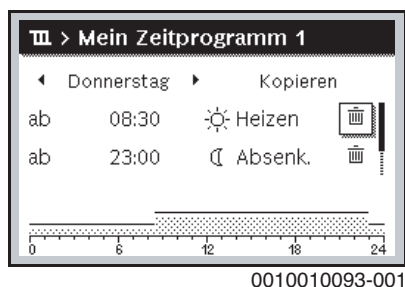 > Mein Zeitprogramm 1
Donnerstag Kopieren
ab 08:30 Heizen
ab 23:00 Absenk.
0 6 12 18 24
0010010093-001